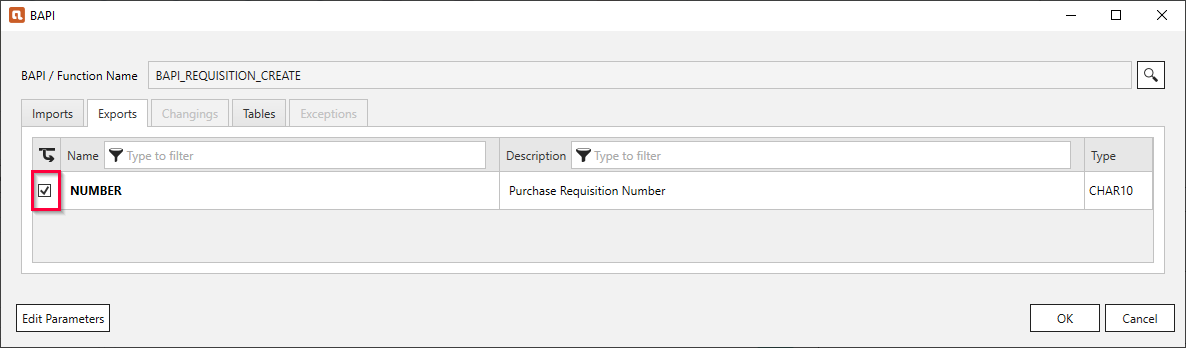 BAPI
BAPI / Function Name BAPI_REQUISITION_CREATE
Imports Exports Changings Tables Exceptions
Name Type to filter Description Type to filter Type
NUMBER Purchase Requisition Number CHAR10
Edit Parameters OK Cancel